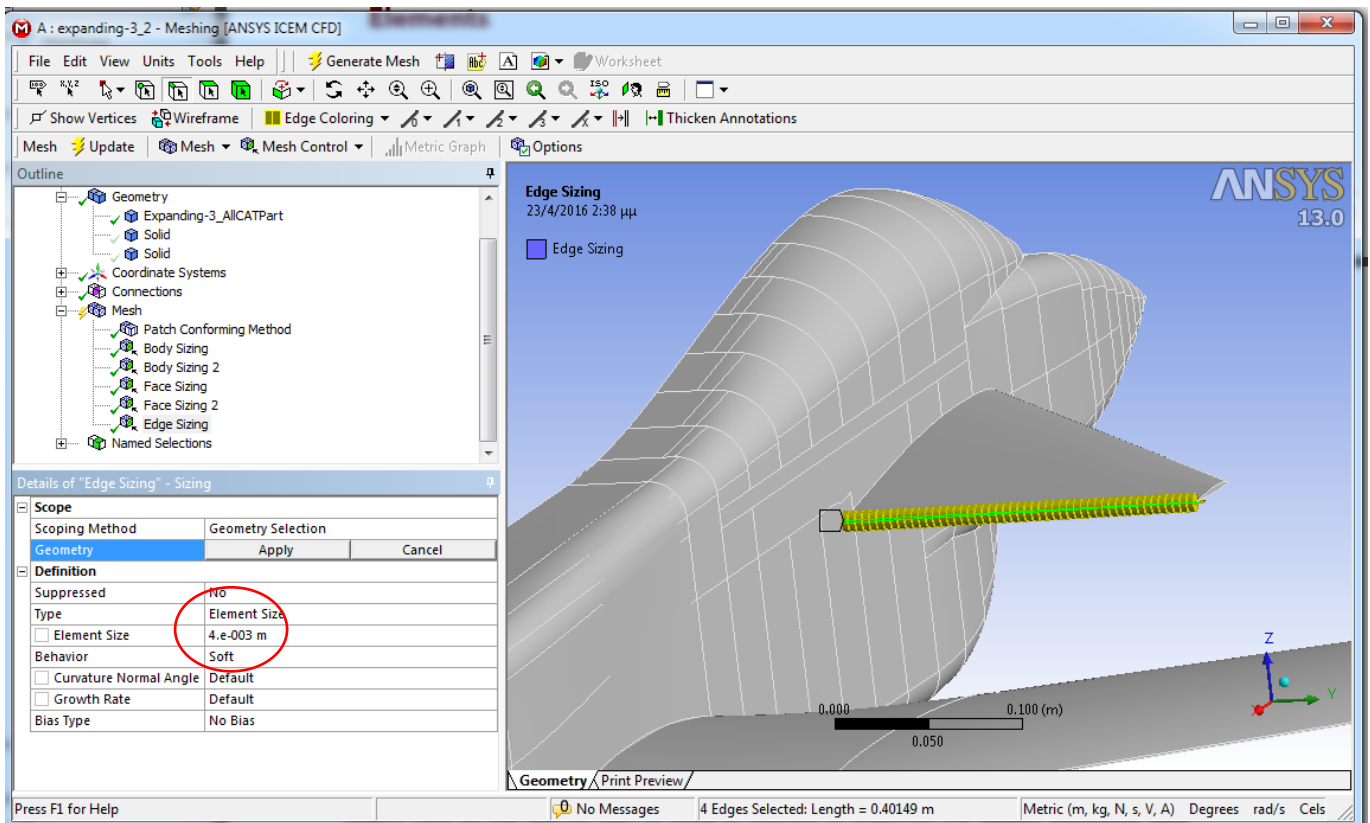 Elements
A : expanding-3_2 - Meshing [ANSYS ICEM CFD]
File Edit View Units Tools Help Generate Mesh Worksheet
Show Vertices Wireframe Edge Coloring Thicken Annotations
Mesh Update Mesh Mesh Control Metric Graph Options
Outline
Geometry
Expanding-3_AllCATPart
Solid
Solid
Coordinate Systems
Connections
Mesh
Patch Conforming Method
Body Sizing
Body Sizing 2
Face Sizing
Face Sizing 2
Edge Sizing
Named Selections
Details of "Edge Sizing" - Sizing
Scope
Scoping Method Geometry Selection
Geometry Apply Cancel
Definition
Suppressed No
Type Element Size
Element Size 4.e-003 m
Behavior Soft
Curvature Normal Angle Default
Growth Rate Default
Bias Type No Bias
Edge Sizing
23/4/2016 2:38 μμ
Edge Sizing
ANSYS
13.0
Z
Y
0.000 0.100 (m)
0.050
Geometry Print Preview
Press F1 for Help No Messages 4 Edges Selected: Length = 0.40149 m Metric (m, kg, N, s, V, A) Degrees rad/s Cels